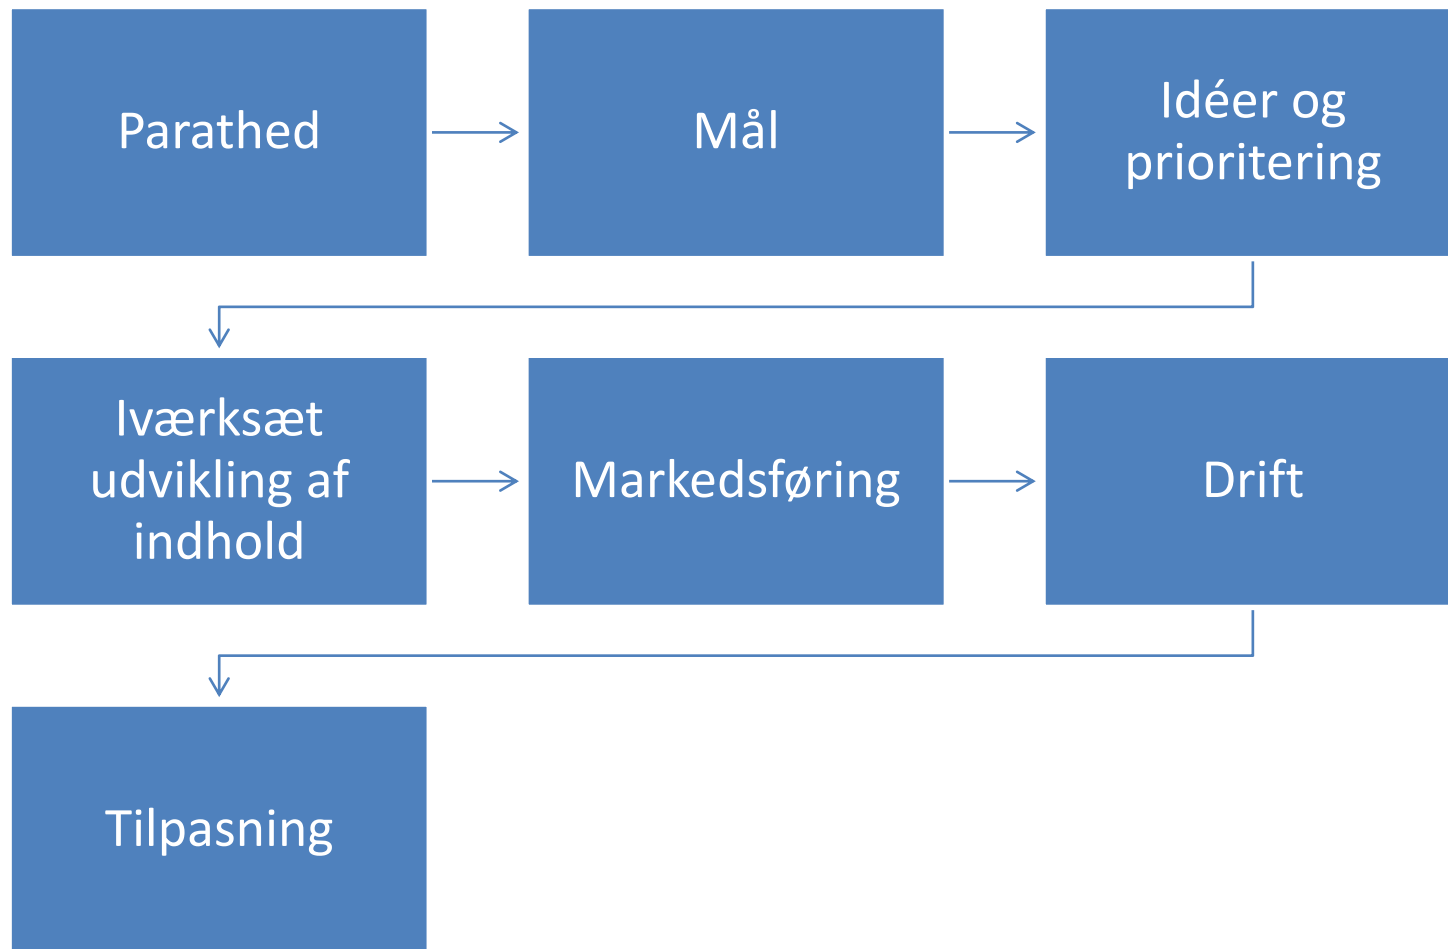 Parathed
Mål
Idéer og
prioritering
Iværksæt
udvikling af
indhold
Markedsføring
Drift
Tilpasning